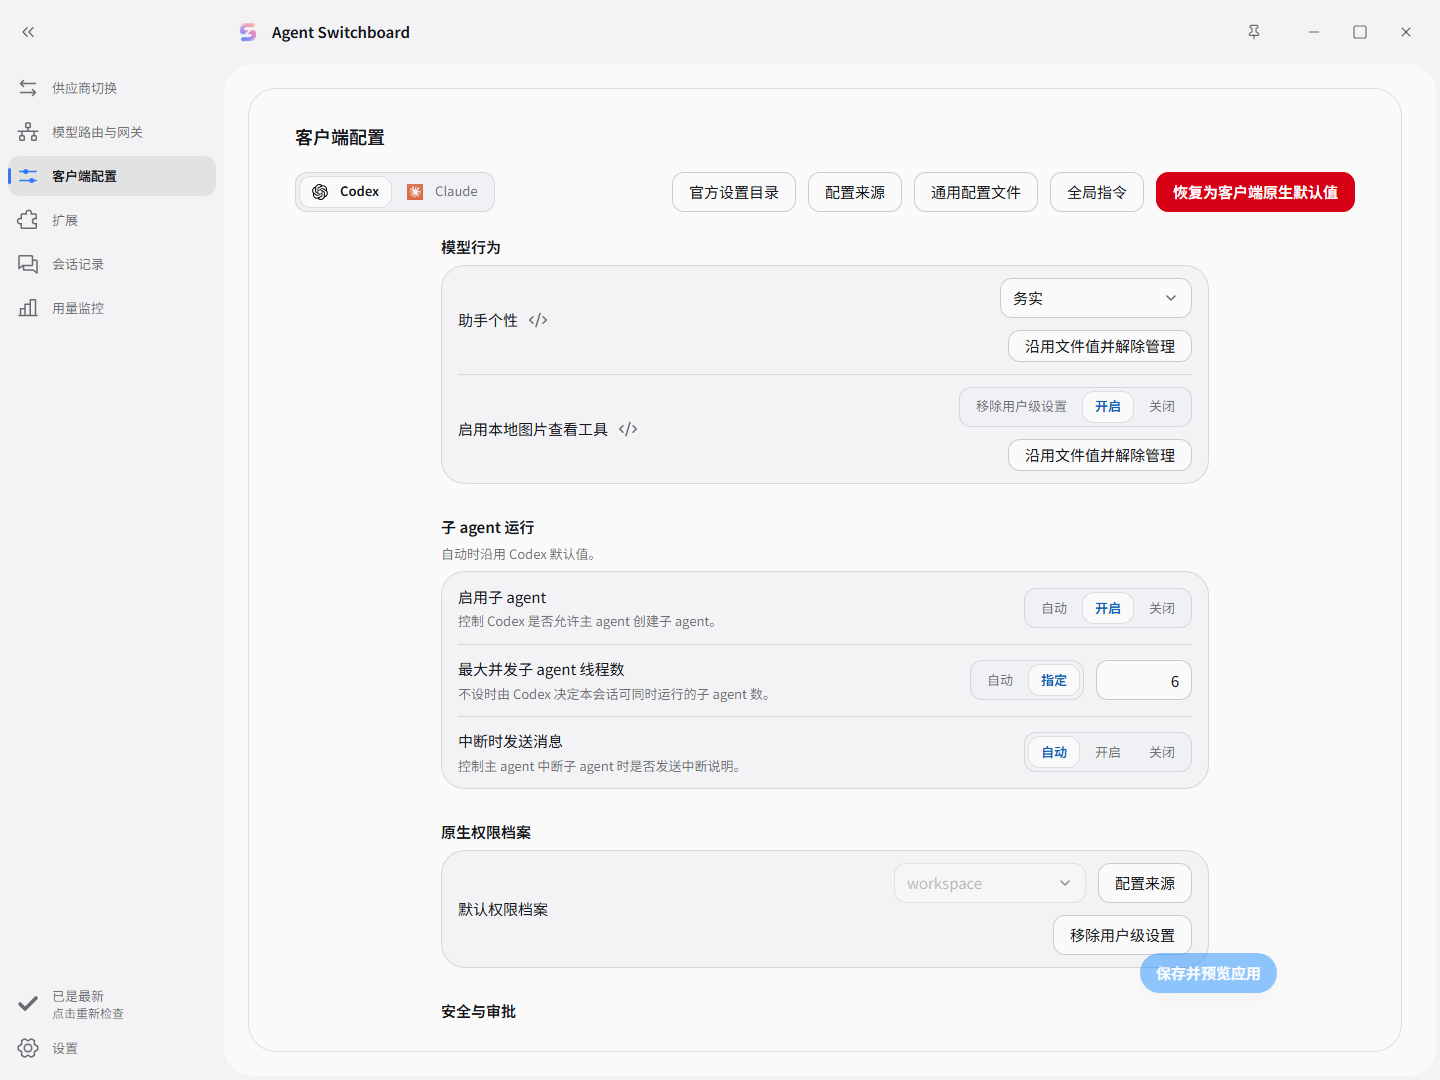 Agent Switchboard
供应商切换
模型路由与网关
客户端配置
扩展
会话记录
用量监控
已是最新
点击重新检查
设置
客户端配置
Codex
Claude
官方设置目录
配置来源
通用配置文件
全局指令
恢复为客户端原生默认值
模型行为
助手个性
务实
沿用文件值并解除管理
启用本地图片查看工具
移除用户级设置
开启
关闭
沿用文件值并解除管理
子 agent 运行
自动时沿用 Codex 默认值。
启用子 agent
控制 Codex 是否允许主 agent 创建子 agent。
自动
开启
关闭
最大并发子 agent 线程数
不设时由 Codex 决定本会话可同时运行的子 agent 数。
自动
指定
6
中断时发送消息
控制主 agent 中断子 agent 时是否发送中断说明。
自动
开启
关闭
原生权限档案
默认权限档案
workspace
配置来源
移除用户级设置
保存并预览应用
安全与审批